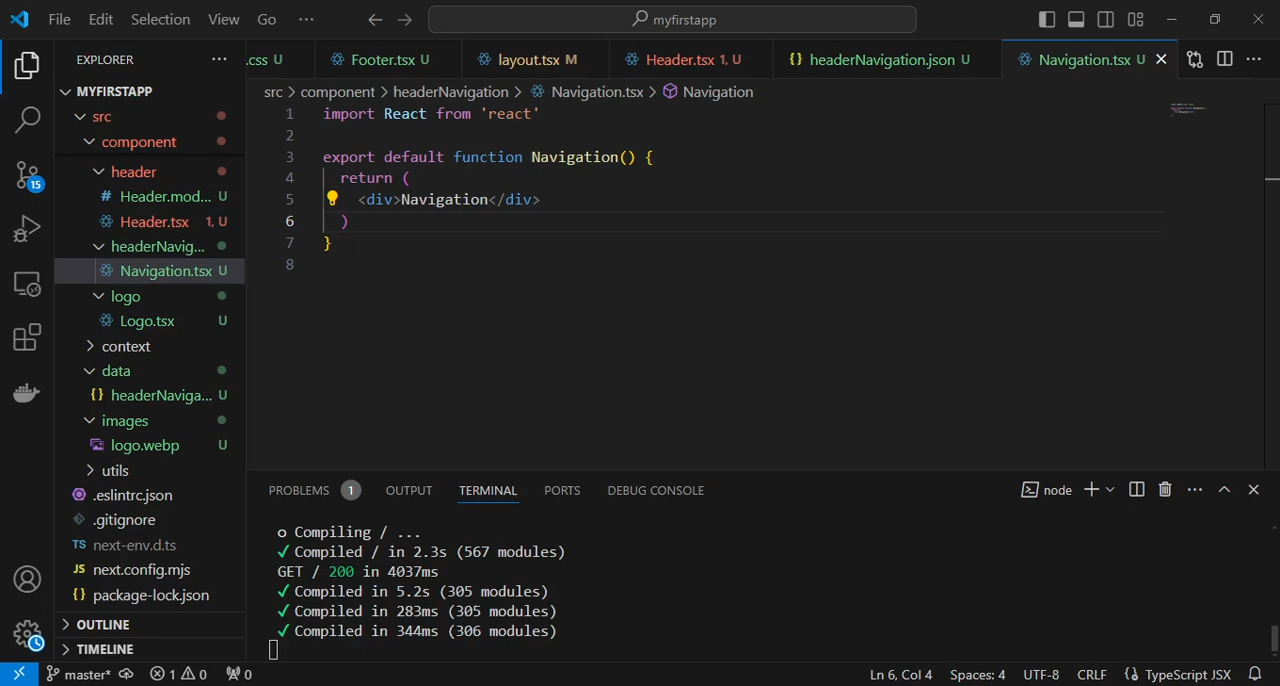 File Edit Selection View Go ··· myfirstapp
EXPLORER ···
.css U Footer.tsx U layout.tsx M Header.tsx 1, U headerNavigation.json U Navigation.tsx U ···
src > component > headerNavigation > Navigation.tsx > Navigation
MYFIRSTAPP
src
component
header
# Header.mod... U
Header.tsx 1, U
headerNavig...
Navigation.tsx U
logo
Logo.tsx U
context
data
{} headerNaviga... U
images
logo.webp U
utils
.eslintrc.json
.gitignore
TS next-env.d.ts
JS next.config.mjs
{} package-lock.json
OUTLINE
TIMELINE
15
1 import React from 'react'
2
3 export default function Navigation() {
4 return (
5 <div>Navigation</div>
6 )
7 }
8
PROBLEMS 1 OUTPUT TERMINAL PORTS DEBUG CONSOLE node ···
o Compiling / ...
✓ Compiled / in 2.3s (567 modules)
GET / 200 in 4037ms
✓ Compiled in 5.2s (305 modules)
✓ Compiled in 283ms (305 modules)
✓ Compiled in 344ms (306 modules)
master* 1 0 0 Ln 6, Col 4 Spaces: 4 UTF-8 CRLF {} TypeScript JSX